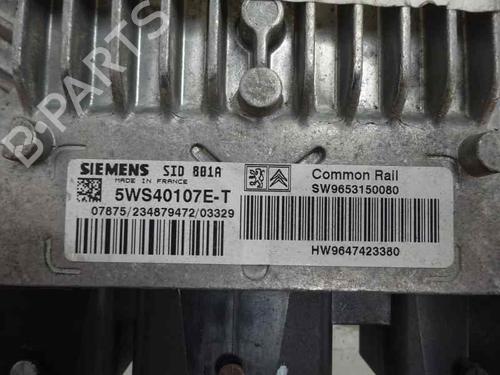 SIEMENS SID 801A
MADE IN FRANCE
5WS40107E-T
07875/234879472/03329
Common Rail
SW9653150080
HW9647423380
B-PARTS